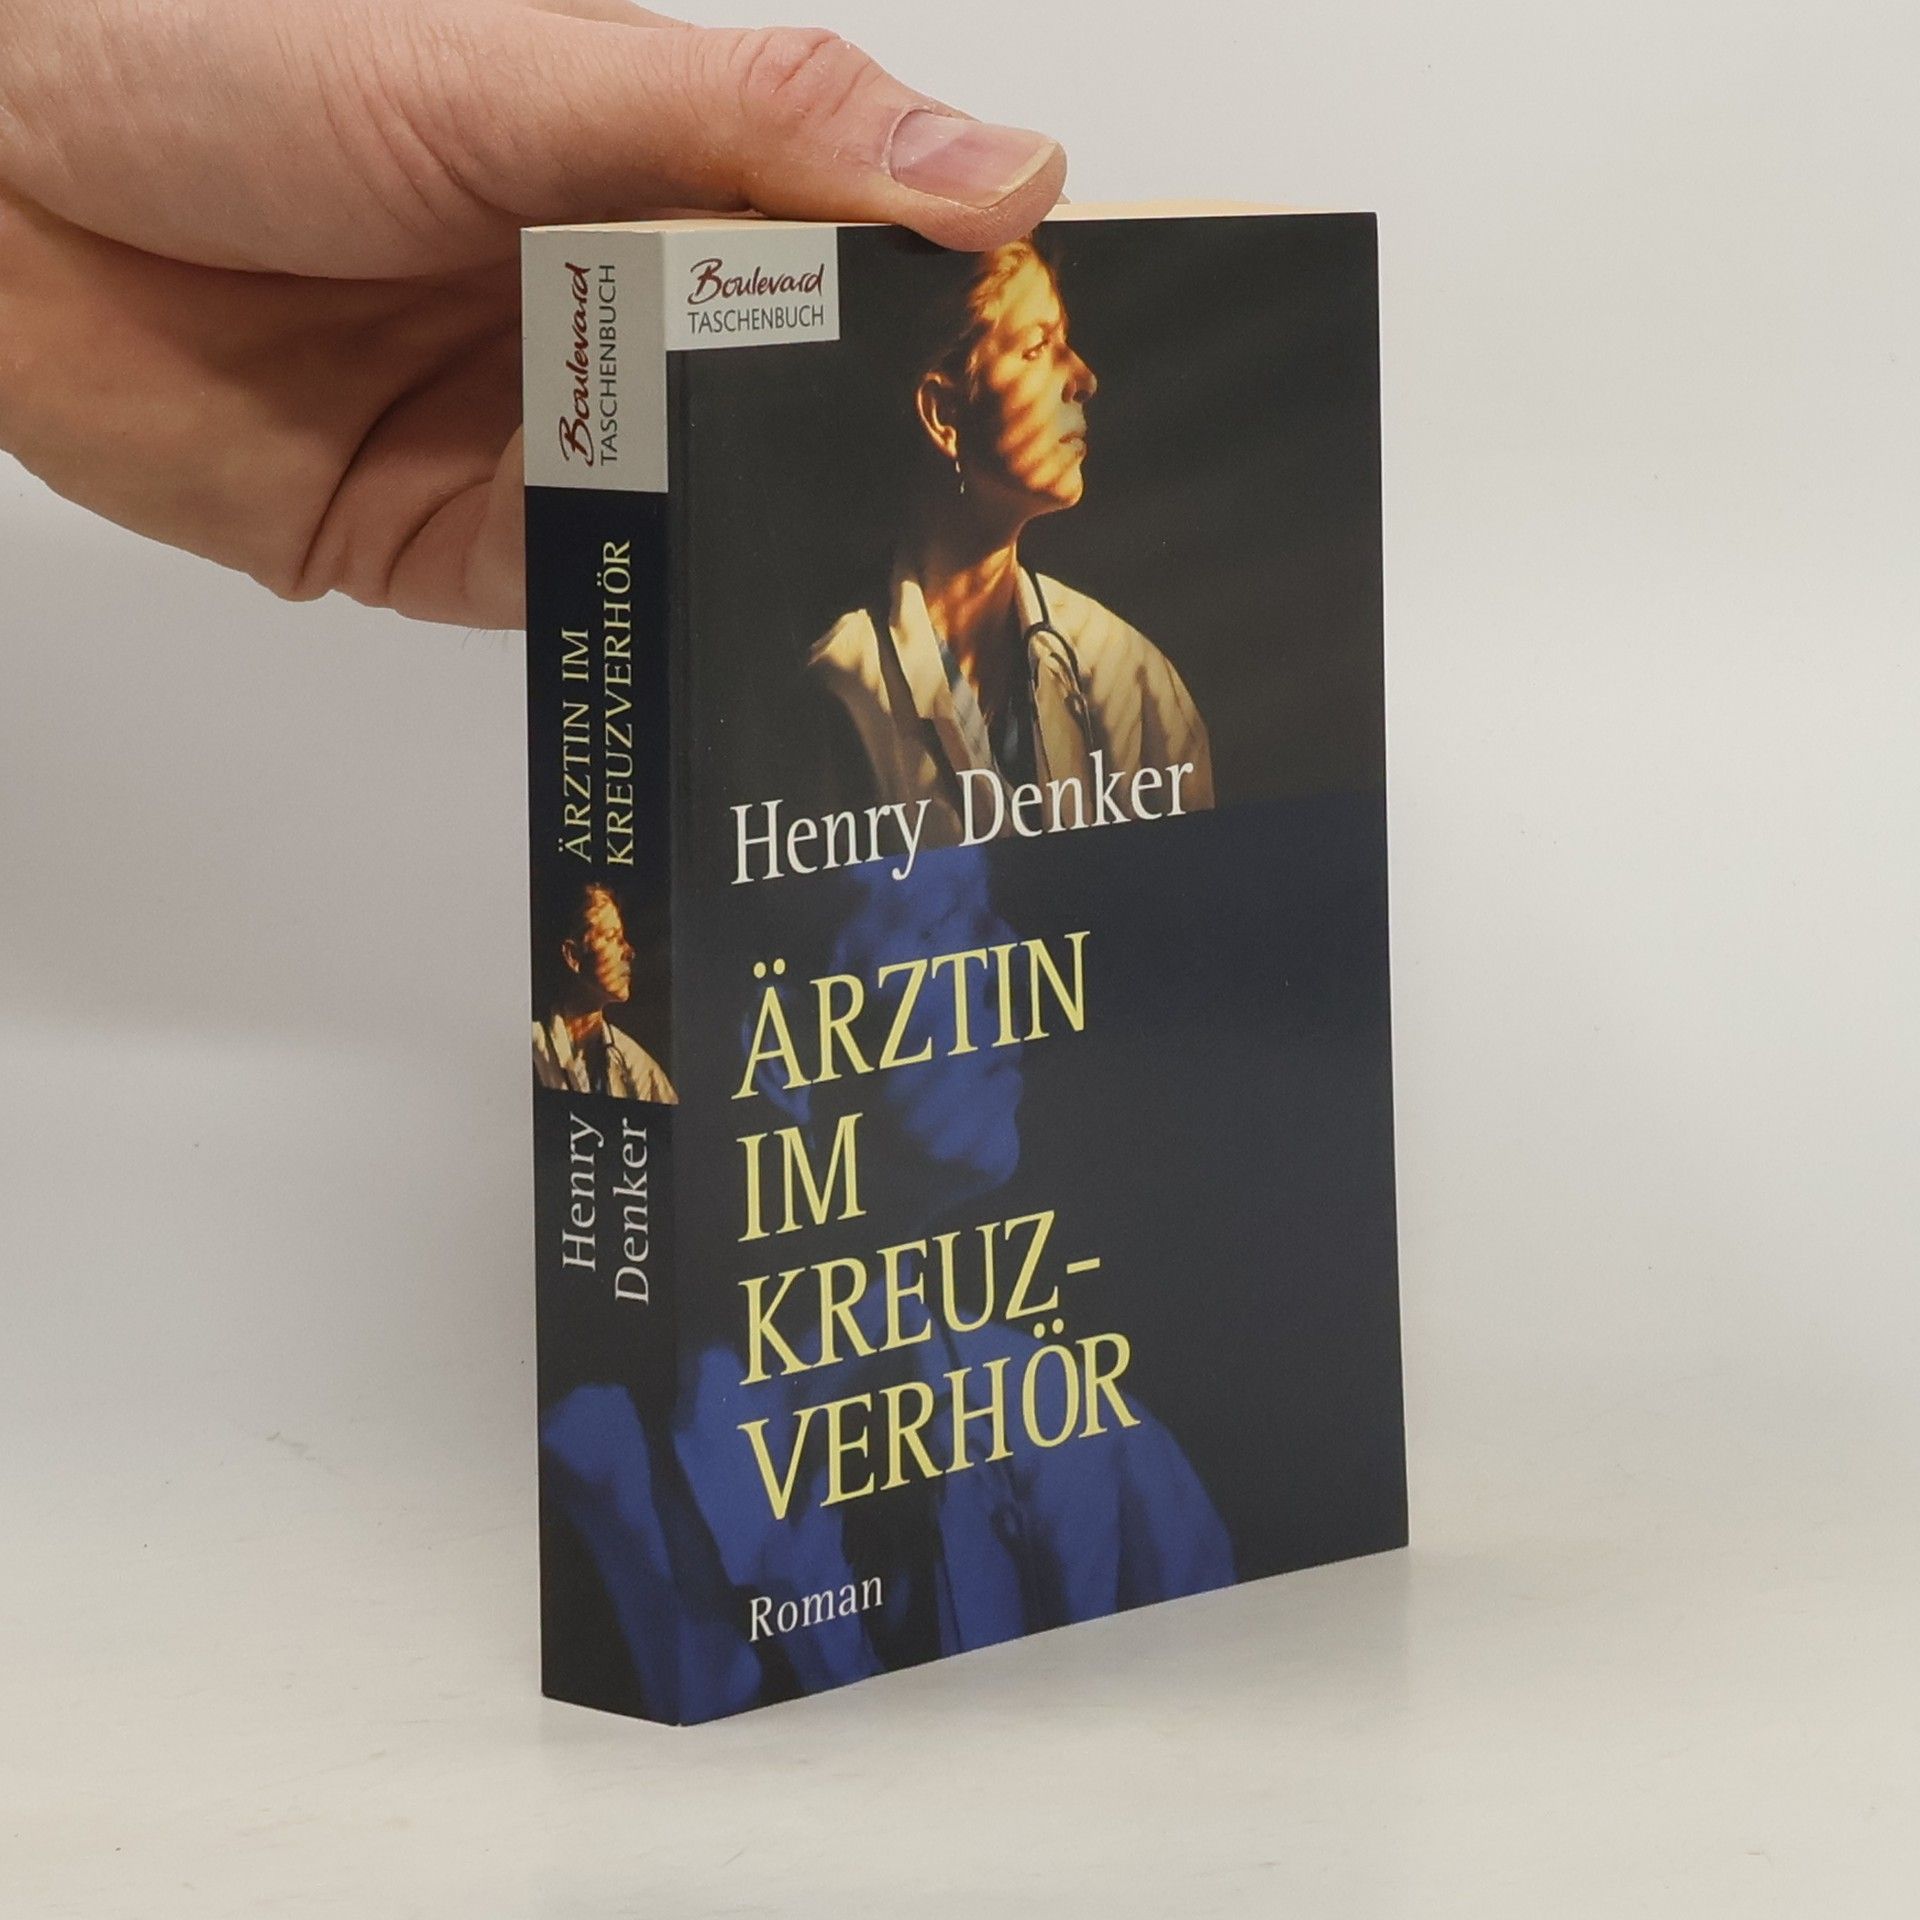 Boulevard
TASCHENBUCH
ÄRZTIN IM
KREUZVERHÖR
Henry
Denker
Boulevard
TASCHENBUCH
Henry Denker
ÄRZTIN
IM
KREUZ-
VERHÖR
Roman